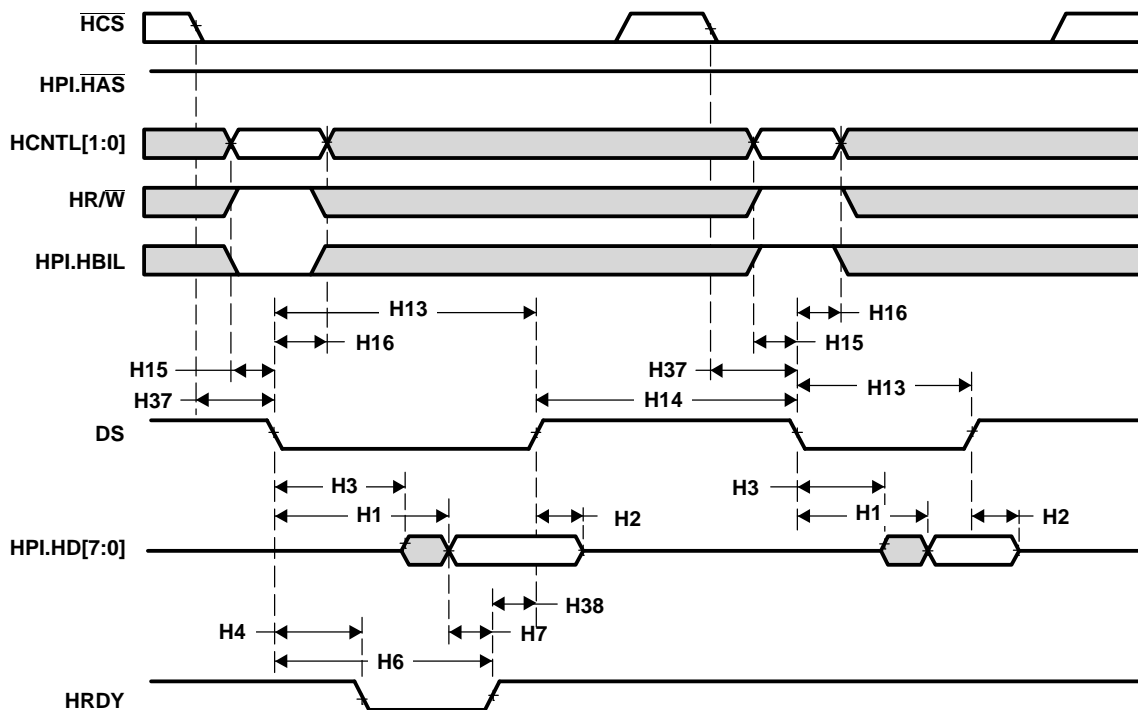 HCS
HPI.HAS
HCNTL[1:0]
HR/W
HPI.HBIL
H13
H16
H16
H15
H15
H37
H37
H13
H14
DS
H3
H3
H1
H1
H2
H2
HPI.HD[7:0]
H38
H4
H7
H6
HRDY